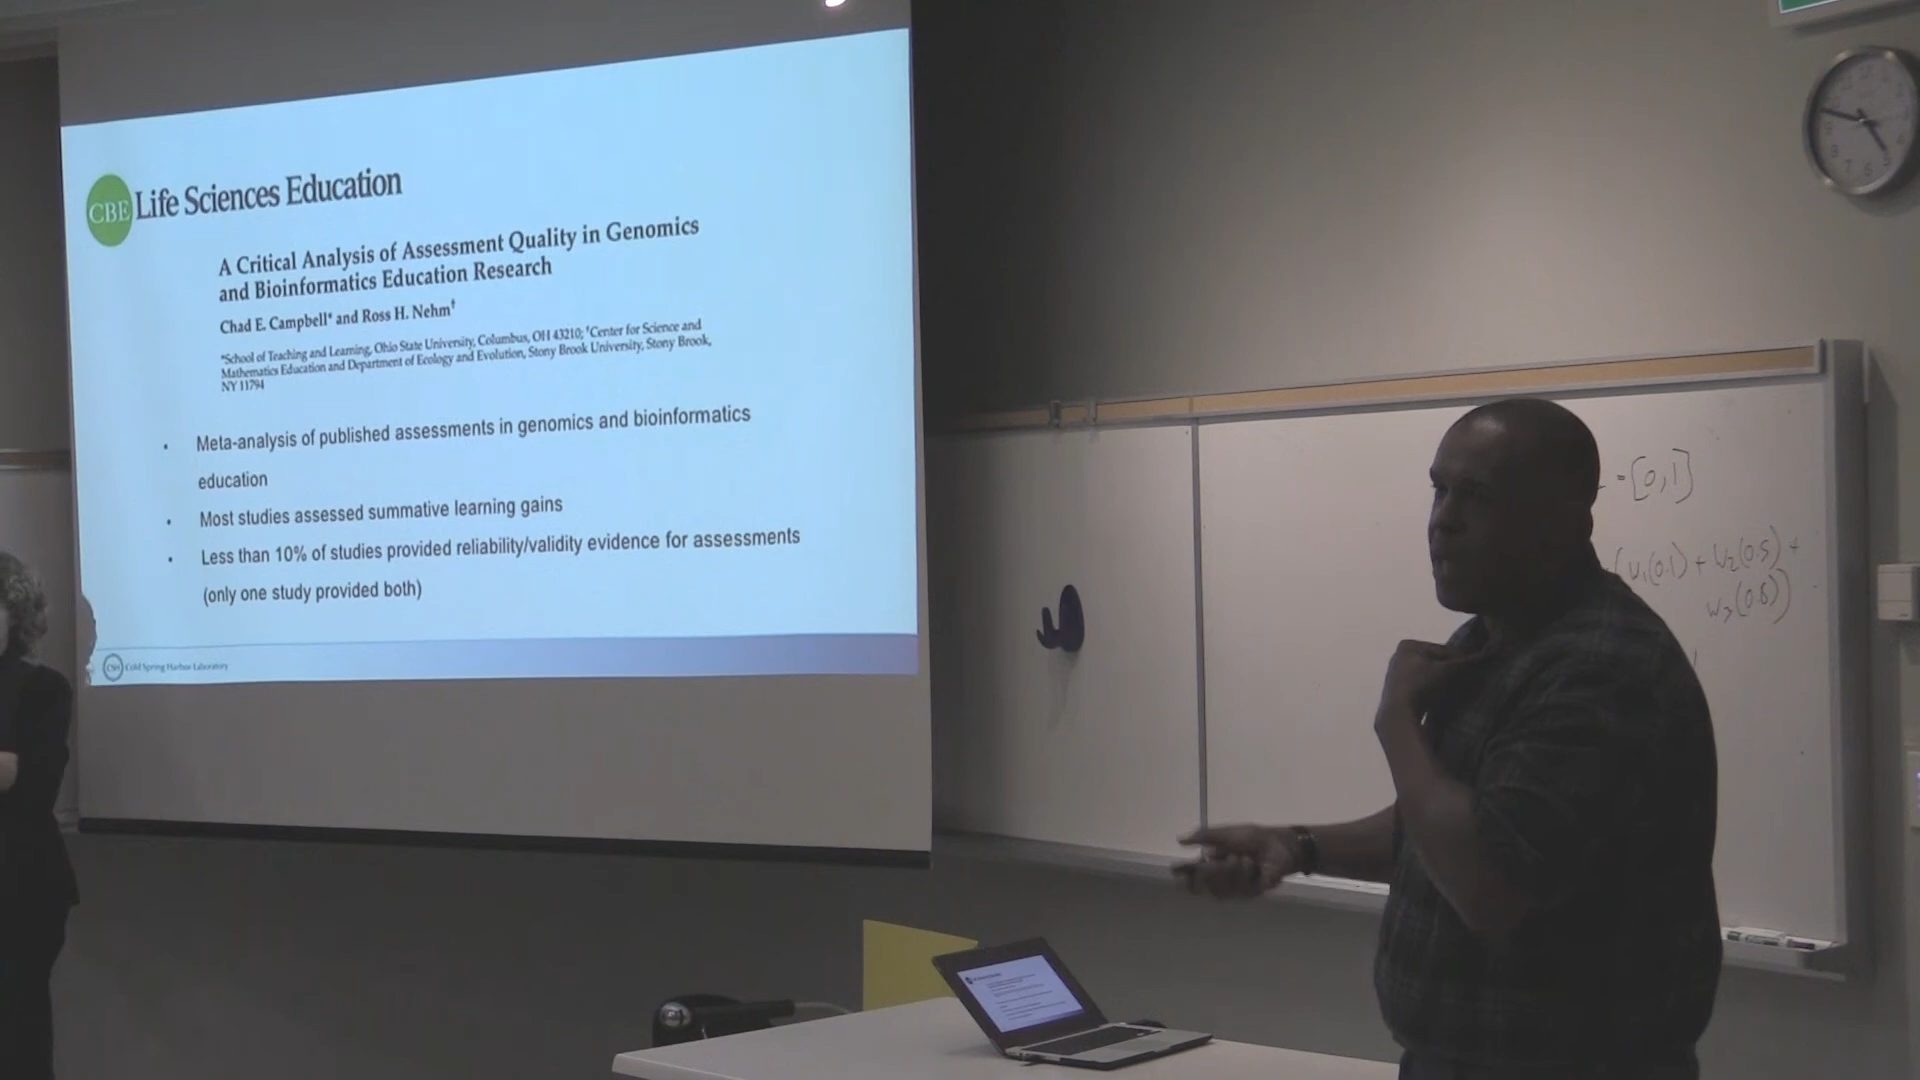 CBE Life Sciences Education
A Critical Analysis of Assessment Quality in Genomics
and Bioinformatics Education Research
Chad E. Campbell* and Ross H. Nehm†
*School of Teaching and Learning, Ohio State University, Columbus, OH 43210; †Center for Science and
Mathematics Education and Department of Ecology and Evolution, Stony Brook University, Stony Brook,
NY 11794
• Meta-analysis of published assessments in genomics and bioinformatics
education
• Most studies assessed summative learning gains
• Less than 10% of studies provided reliability/validity evidence for assessments
(only one study provided both)
CSH Cold Spring Harbor Laboratory
= [0,1]
(W1(0.1) + W2(0.5) +
W3(0.8))